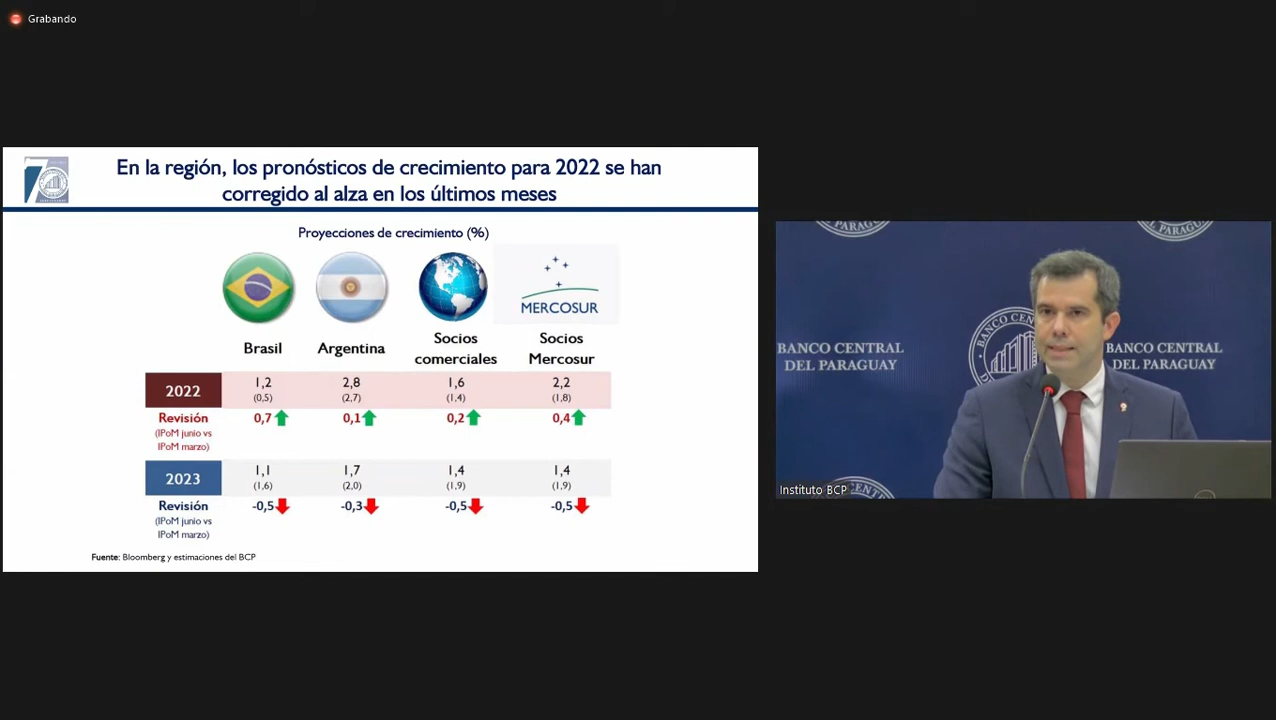 Grabando
En la región, los pronósticos de crecimiento para 2022 se han
corregido al alza en los últimos meses
Proyecciones de crecimiento (%)
MERCOSUR
Brasil
Argentina
Socios
comerciales
Socios
Mercosur
2022
1,2
2,8
1,6
2,2
(0,5)
(2,7)
(1,4)
(1,8)
Revisión
0,7
0,1
0,2
0,4
(IPoM junio vs
IPoM marzo)
2023
1,1
1,7
1,4
1,4
(1,6)
(2,0)
(1,9)
(1,9)
Revisión
-0,5
-0,3
-0,5
-0,5
(IPoM junio vs
IPoM marzo)
Fuente: Bloomberg y estimaciones del BCP
BANCO CENTRAL
DEL PARAGUAY
BANCO CEN
BANCO CENTRAL
DEL PARAGUAY
Instituto BCP